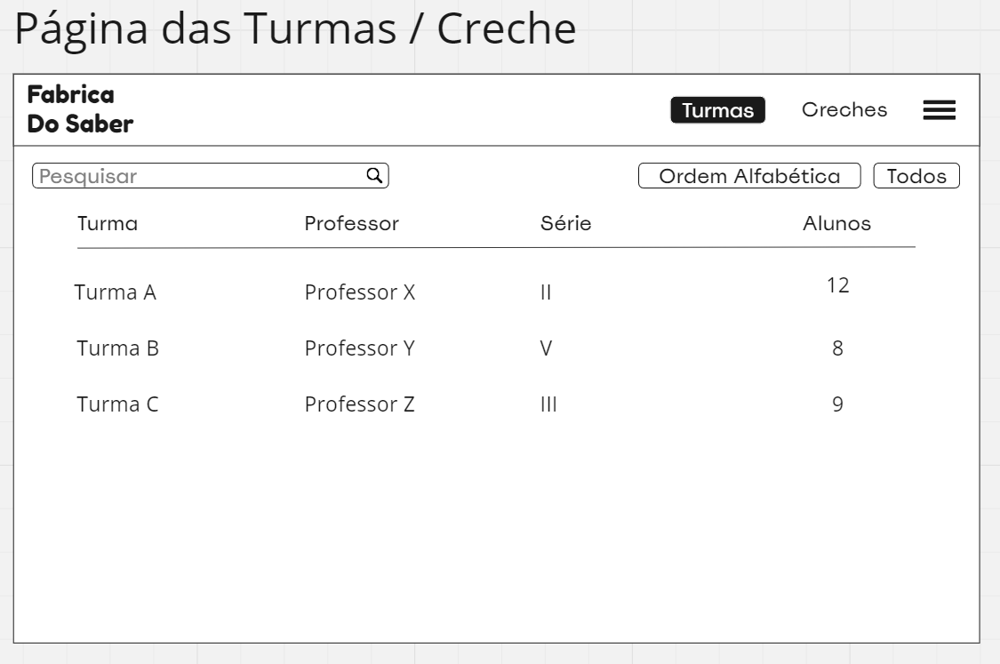 Página das Turmas / Creche
Fabrica
Do Saber
Turmas
Creches
Pesquisar
Ordem Alfabética
Todos
Turma Professor Série Alunos
Turma A Professor X II 12
Turma B Professor Y V 8
Turma C Professor Z III 9